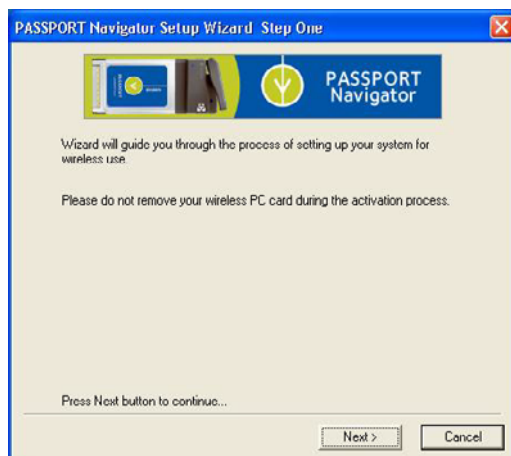 PASSPORT Navigator Setup Wizard Step One
PASSPORT
Navigator
Wizard will guide you through the process of setting up your system for
wireless use.
Please do not remove your wireless PC card during the activation process.
Press Next button to continue...
Next >
Cancel